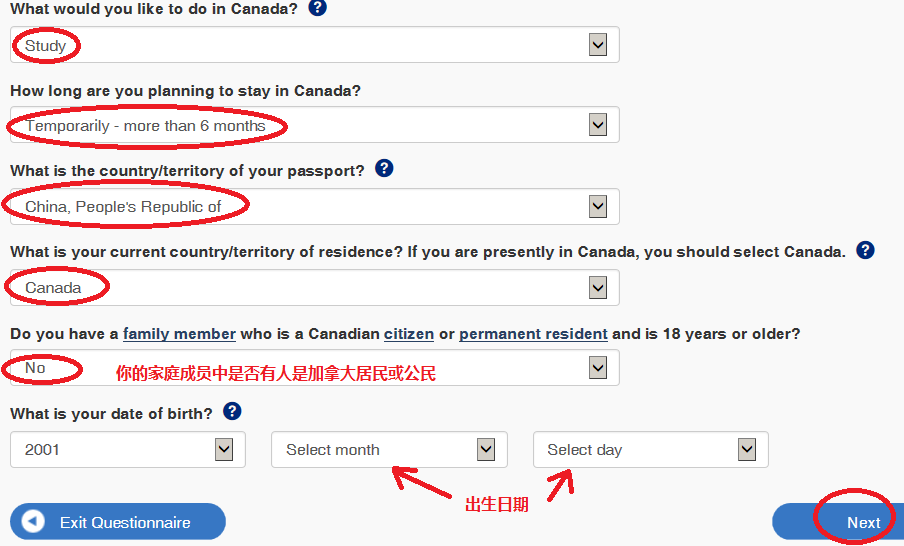 What would you like to do in Canada? ?
Study
How long are you planning to stay in Canada?
Temporarily - more than 6 months
What is the country/territory of your passport? ?
China, People's Republic of
What is your current country/territory of residence? If you are presently in Canada, you should select Canada. ?
Canada
Do you have a family member who is a Canadian citizen or permanent resident and is 18 years or older?
No 你的家庭成员中是否有人是加拿大居民或公民
What is your date of birth? ?
2001 Select month Select day
出生日期
Exit Questionnaire Next